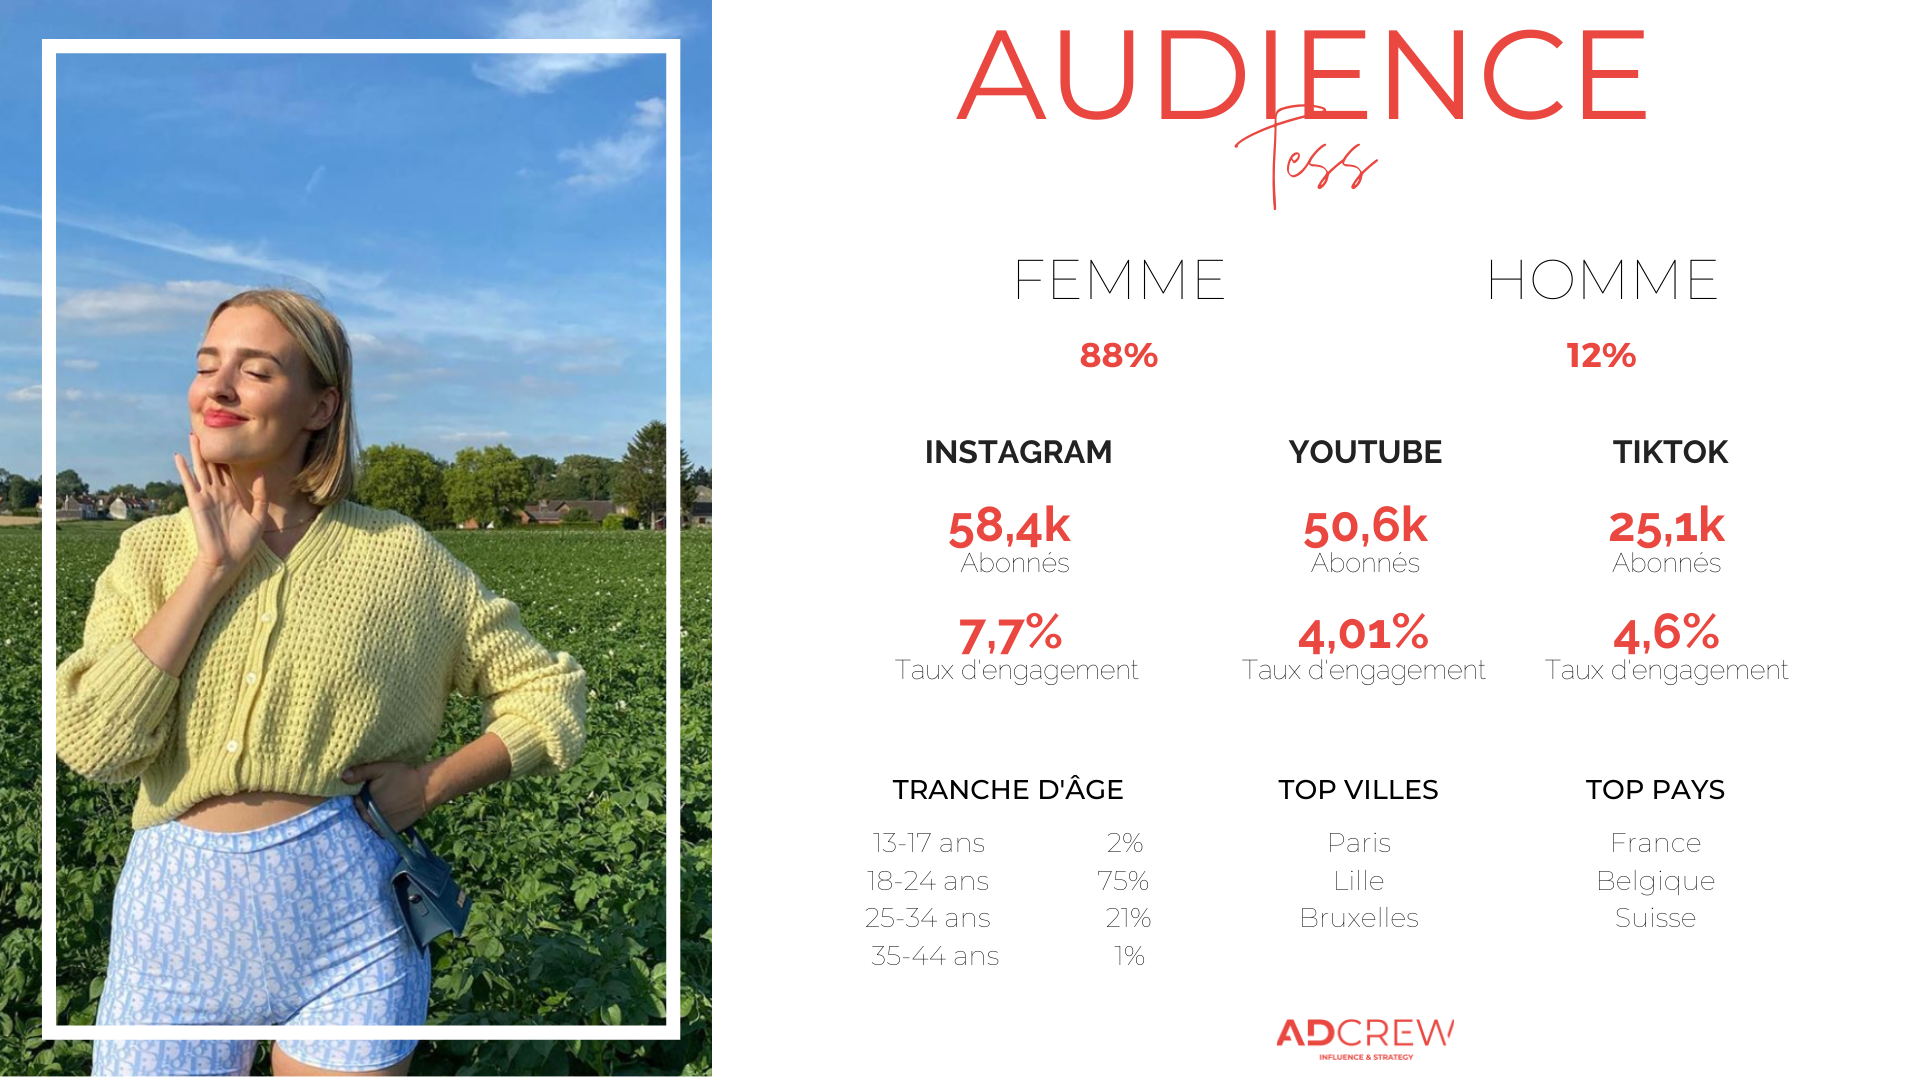 AUDIENCE
Tess
FEMME HOMME
88% 12%
INSTAGRAM YOUTUBE TIKTOK
58,4k 50,6k 25,1k
Abonnés Abonnés Abonnés
7,7% 4,01% 4,6%
Taux d'engagement Taux d'engagement Taux d'engagement
TRANCHE D'ÂGE TOP VILLES TOP PAYS
13-17 ans 2% Paris France
18-24 ans 75% Lille Belgique
25-34 ans 21% Bruxelles Suisse
35-44 ans 1%
ADCREW
INFLUENCE & STRATEGY